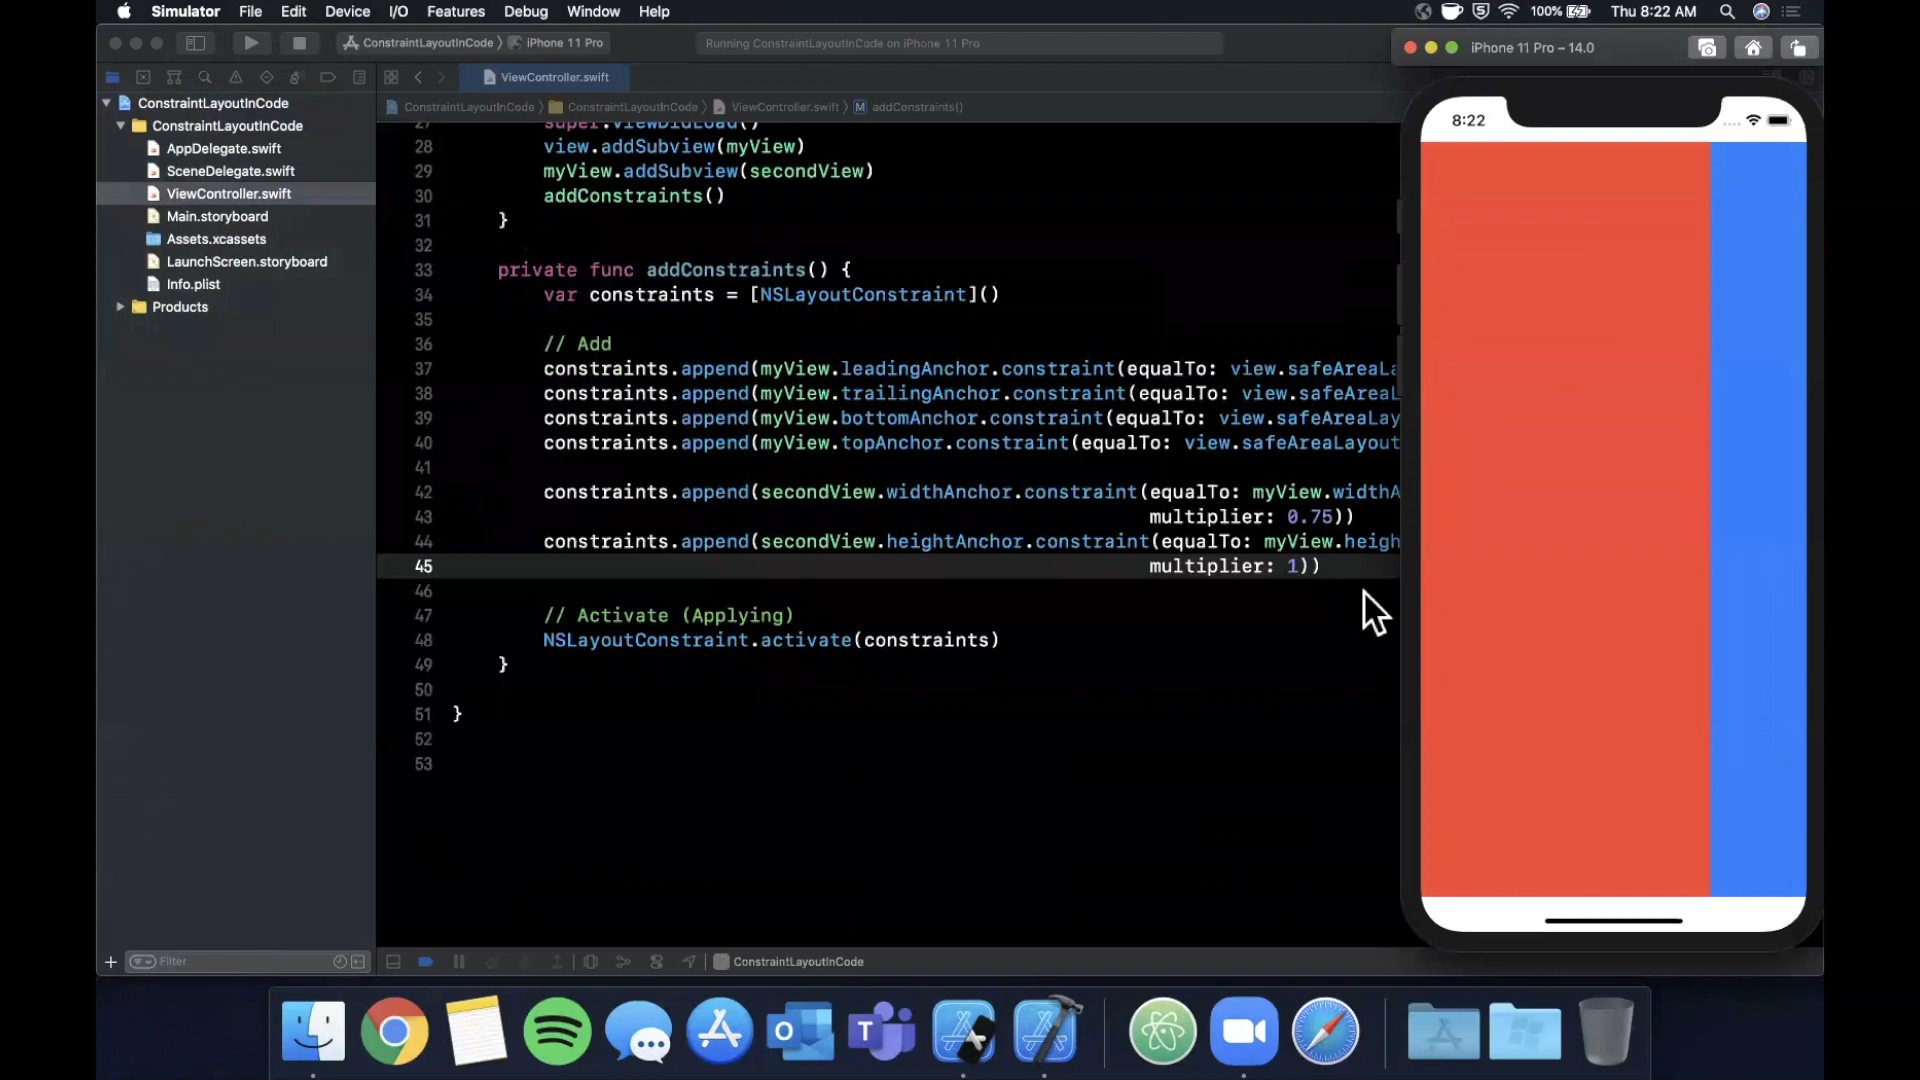 Simulator File Edit Device I/O Features Debug Window Help 100% Thu 8:22 AM
ConstraintLayoutInCode iPhone 11 Pro
Running ConstraintLayoutInCode on iPhone 11 Pro
iPhone 11 Pro – 14.0
ViewController.swift
ConstraintLayoutInCode ConstraintLayoutInCode ViewController.swift M addConstraints()
ConstraintLayoutInCode
ConstraintLayoutInCode
AppDelegate.swift
SceneDelegate.swift
ViewController.swift
Main.storyboard
Assets.xcassets
LaunchScreen.storyboard
Info.plist
Products
27 super.viewDidLoad()
28 view.addSubview(myView)
29 myView.addSubview(secondView)
30 addConstraints()
31 }
32
33 private func addConstraints() {
34 var constraints = [NSLayoutConstraint]()
35
36 // Add
37 constraints.append(myView.leadingAnchor.constraint(equalTo: view.safeAreaLa
38 constraints.append(myView.trailingAnchor.constraint(equalTo: view.safeAreaL
39 constraints.append(myView.bottomAnchor.constraint(equalTo: view.safeAreaLay
40 constraints.append(myView.topAnchor.constraint(equalTo: view.safeAreaLayout
41
42 constraints.append(secondView.widthAnchor.constraint(equalTo: myView.widthA
43 multiplier: 0.75))
44 constraints.append(secondView.heightAnchor.constraint(equalTo: myView.heigh
45 multiplier: 1))
46
47 // Activate (Applying)
48 NSLayoutConstraint.activate(constraints)
49 }
50
51 }
52
53
8:22
Filter
ConstraintLayoutInCode